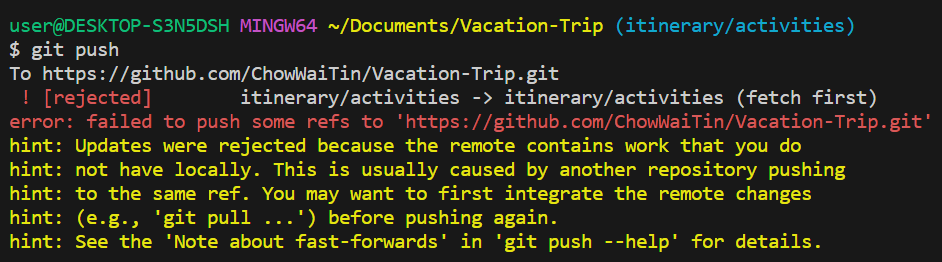 user@DESKTOP-S3N5DSH MINGW64 ~/Documents/Vacation-Trip (itinerary/activities)
$ git push
To https://github.com/ChowWaiTin/Vacation-Trip.git
 ! [rejected]        itinerary/activities -> itinerary/activities (fetch first)
error: failed to push some refs to 'https://github.com/ChowWaiTin/Vacation-Trip.git'
hint: Updates were rejected because the remote contains work that you do
hint: not have locally. This is usually caused by another repository pushing
hint: to the same ref. You may want to first integrate the remote changes
hint: (e.g., 'git pull ...') before pushing again.
hint: See the 'Note about fast-forwards' in 'git push --help' for details.